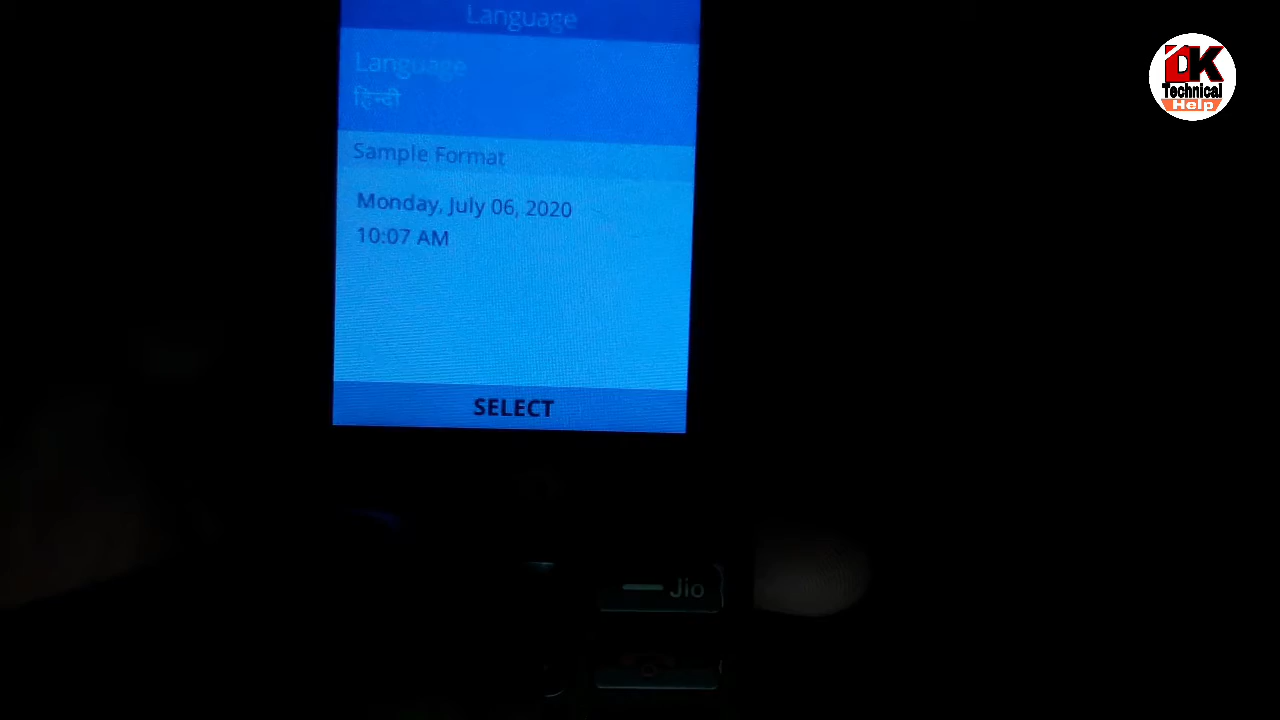 Language
Language
हिन्दी
Sample Format
Monday, July 06, 2020
10:07 AM
SELECT
Jio
DK
Technical
Help